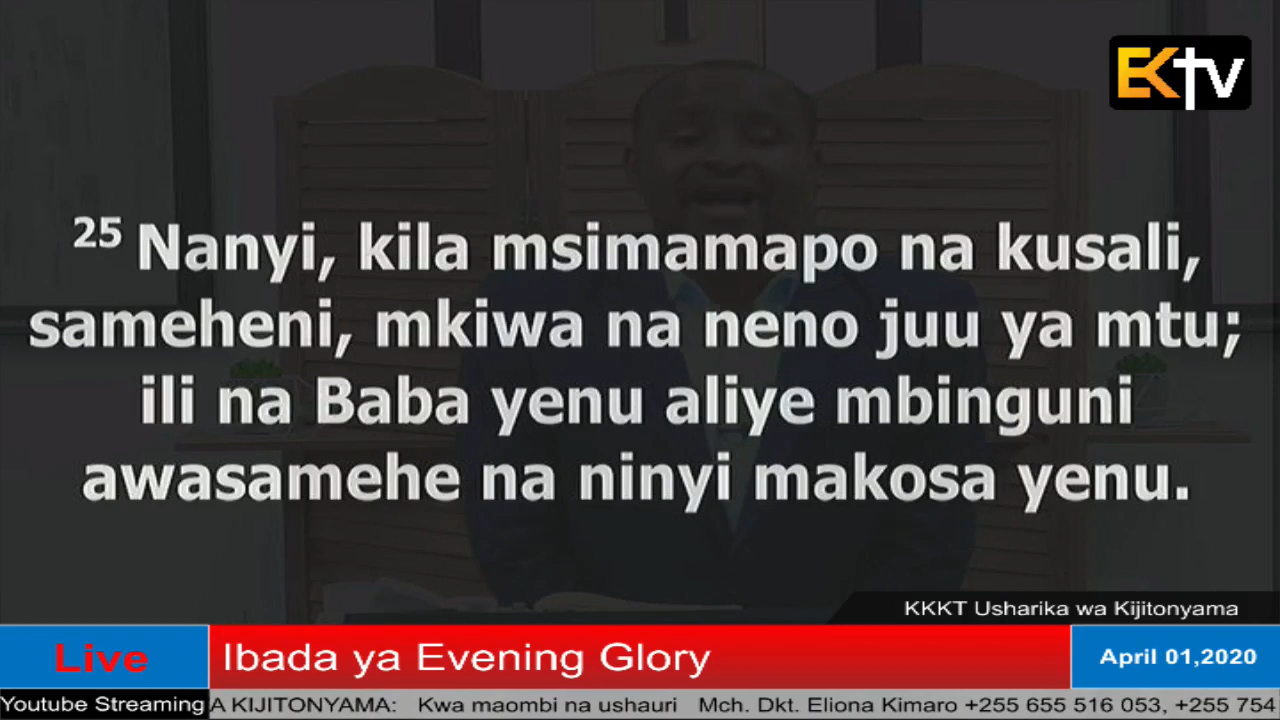 EKTV
25 Nanyi, kila msimamapo na kusali,
sameheni, mkiwa na neno juu ya mtu;
ili na Baba yenu aliye mbinguni
awasamehe na ninyi makosa yenu.
KKKT Usharika wa Kijitonyama
Live
Ibada ya Evening Glory
April 01,2020
Youtube Streaming
A KIJITONYAMA: Kwa maombi na ushauri Mch. Dkt. Eliona Kimaro +255 655 516 053, +255 754